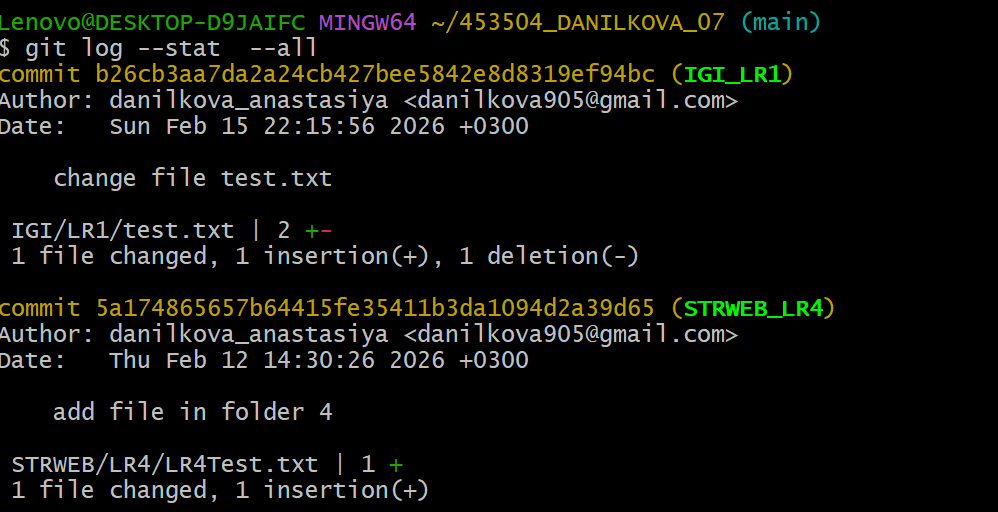 Lenovo@DESKTOP-D9JAIFC MINGW64 ~/453504_DANILKOVA_07 (main)
$ git log --stat  --all
commit b26cb3aa7da2a24cb427bee5842e8d8319ef94bc (IGI_LR1)
Author: danilkova_anastasiya <danilkova905@gmail.com>
Date:   Sun Feb 15 22:15:56 2026 +0300

    change file test.txt

 IGI/LR1/test.txt | 2 +-
 1 file changed, 1 insertion(+), 1 deletion(-)

commit 5a174865657b64415fe35411b3da1094d2a39d65 (STRWEB_LR4)
Author: danilkova_anastasiya <danilkova905@gmail.com>
Date:   Thu Feb 12 14:30:26 2026 +0300

    add file in folder 4

 STRWEB/LR4/LR4Test.txt | 1 +
 1 file changed, 1 insertion(+)